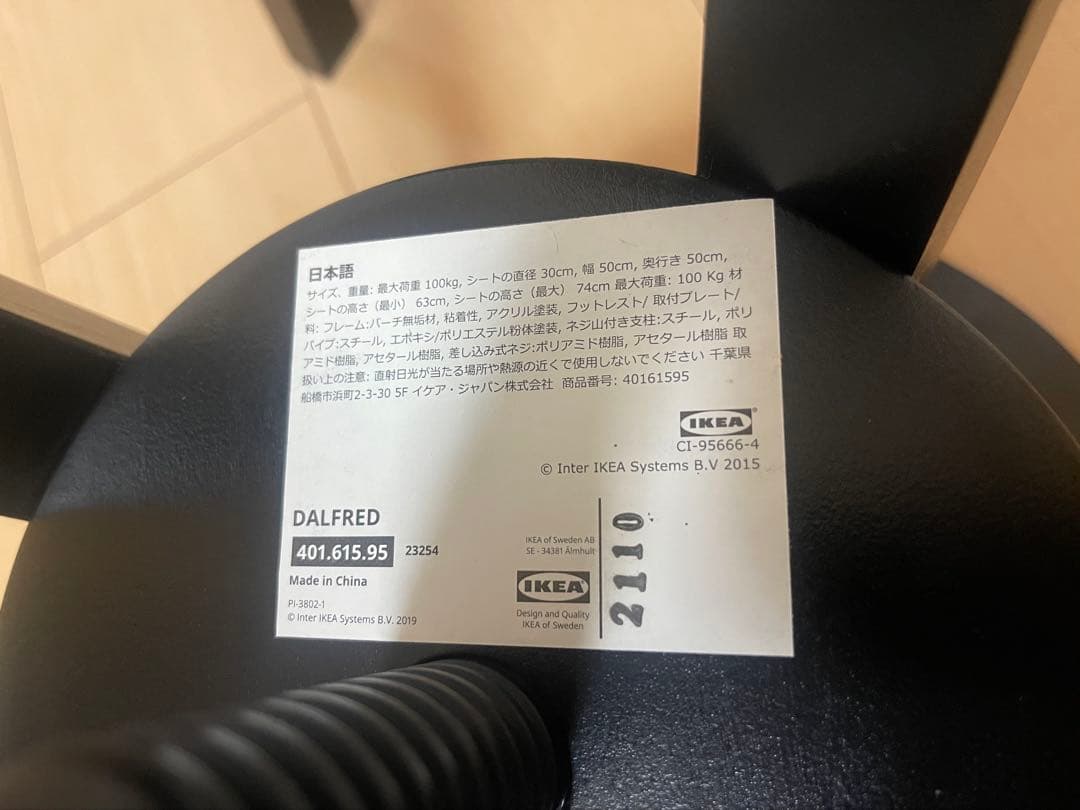 日本語
サイズ、重量: 最大荷重 100kg, シートの直径 30cm, 幅 50cm, 奥行き 50cm,
シートの高さ（最小） 63cm, シートの高さ（最大） 74cm 最大荷重: 100 Kg 材
料: フレーム:バーチ無垢材, 粘着性, アクリル塗装, フットレスト/ 取付プレート/
パイプ:スチール, エポキシ/ポリエステル粉体塗装, ネジ山付き支柱:スチール, ポリ
アミド樹脂, アセタール樹脂, 差し込み式ネジ:ポリアミド樹脂, アセタール樹脂 取
扱い上の注意: 直射日光が当たる場所や熱源の近くで使用しないでください 千葉県
船橋市浜町2-3-30 5F イケア・ジャパン株式会社 商品番号: 40161595
IKEA®
CI-95666-4
© Inter IKEA Systems B.V 2015
DALFRED
401.615.95 23254
Made in China
PI-3802-1
© Inter IKEA Systems B.V. 2019
IKEA of Sweden AB
SE - 34381 Älmhult
IKEA
Design and Quality
IKEA of Sweden
2110